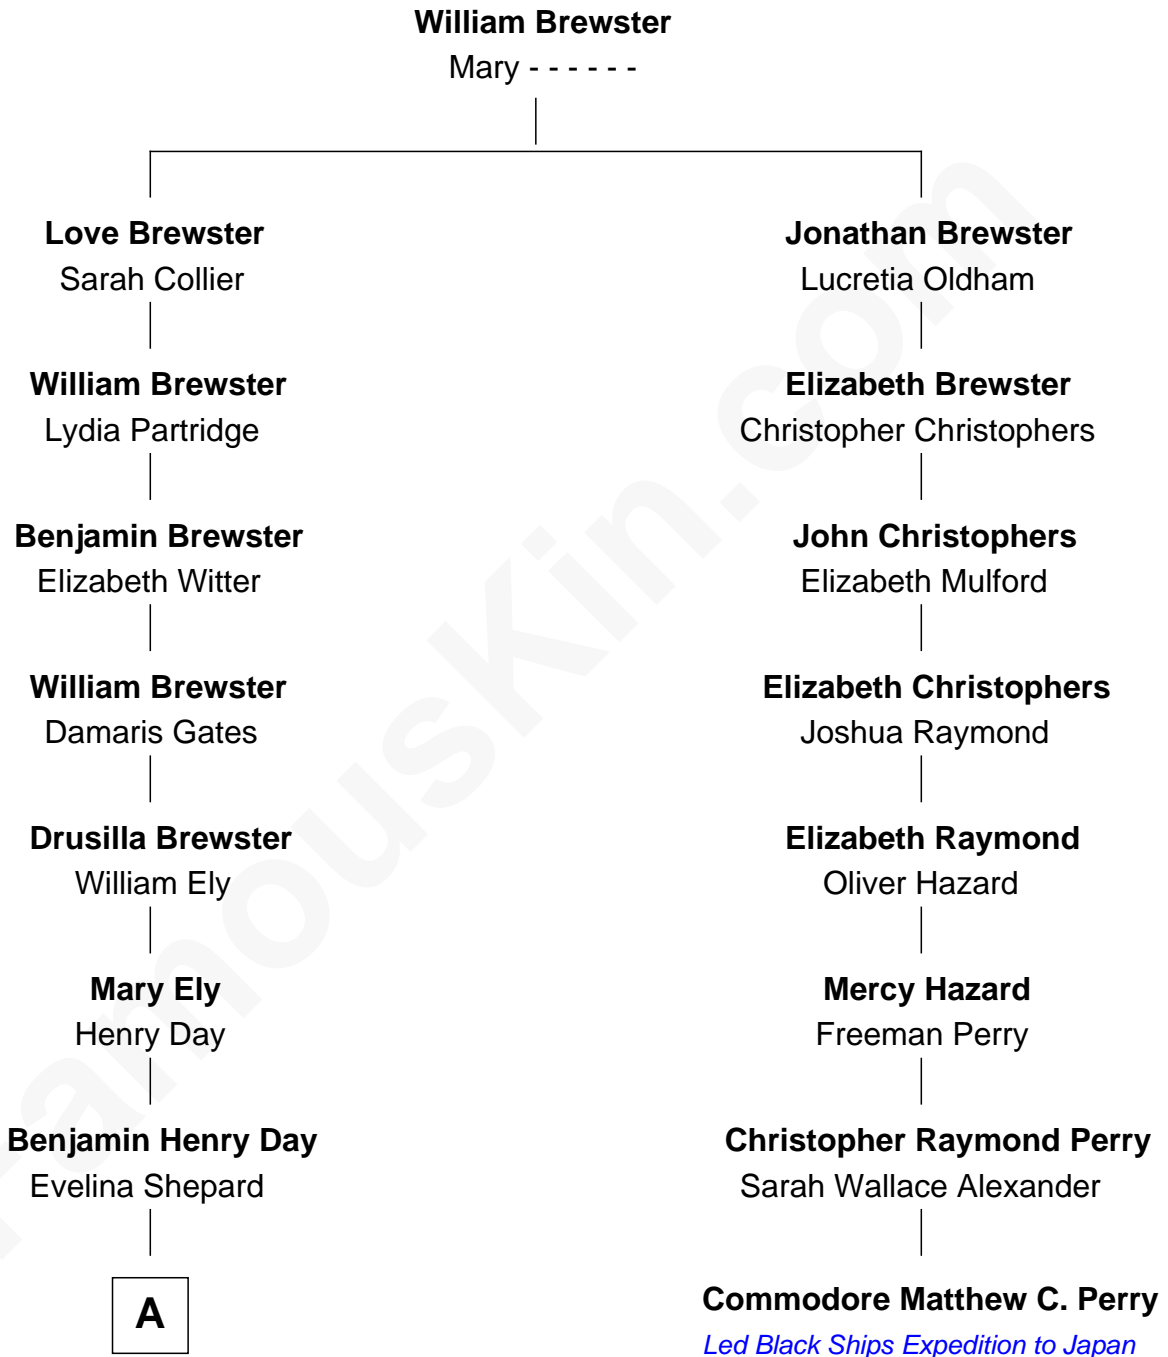 William Brewster
Mary - - - - - -
Love Brewster
Sarah Collier
William Brewster
Lydia Partridge
Benjamin Brewster
Elizabeth Witter
William Brewster
Damaris Gates
Drusilla Brewster
William Ely
Mary Ely
Henry Day
Benjamin Henry Day
Evelina Shepard
A
Jonathan Brewster
Lucretia Oldham
Elizabeth Brewster
Christopher Christophers
John Christophers
Elizabeth Mulford
Elizabeth Christophers
Joshua Raymond
Elizabeth Raymond
Oliver Hazard
Mercy Hazard
Freeman Perry
Christopher Raymond Perry
Sarah Wallace Alexander
Commodore Matthew C. Perry
Led Black Ships Expedition to Japan
FamousKin.com